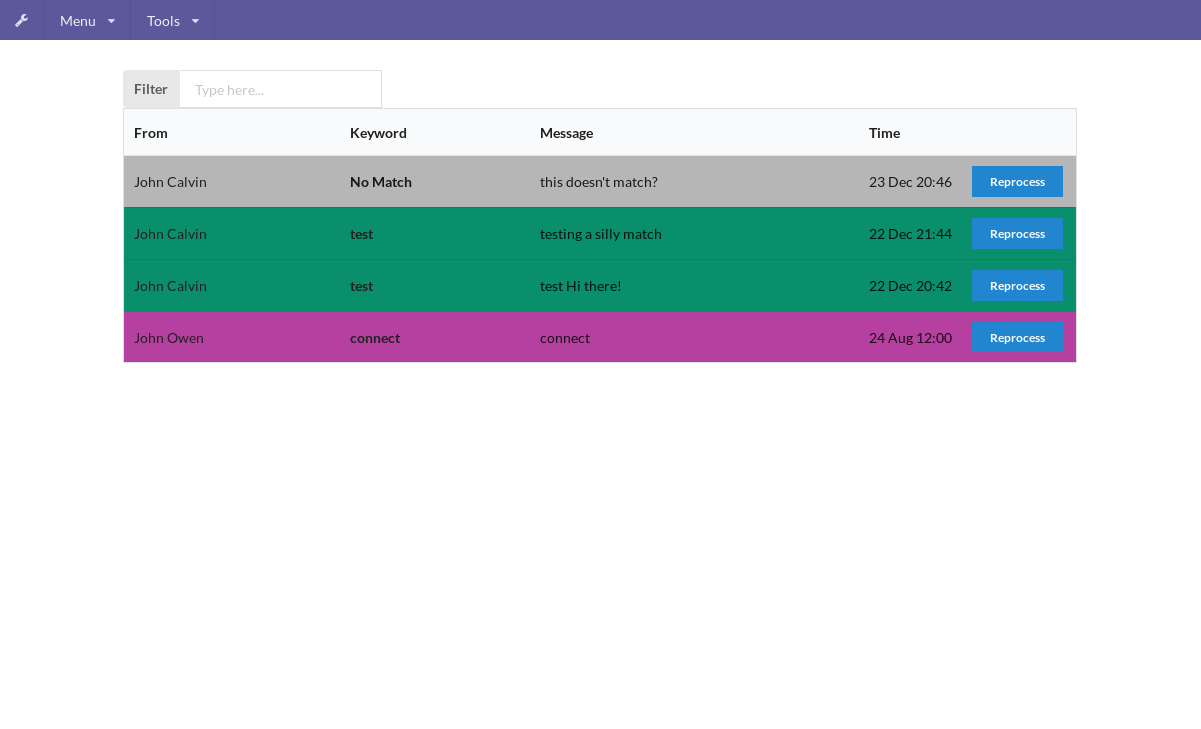 Menu Tools
Filter Type here...
From Keyword Message Time
John Calvin No Match this doesn't match? 23 Dec 20:46 Reprocess
John Calvin test testing a silly match 22 Dec 21:44 Reprocess
John Calvin test test Hi there! 22 Dec 20:42 Reprocess
John Owen connect connect 24 Aug 12:00 Reprocess